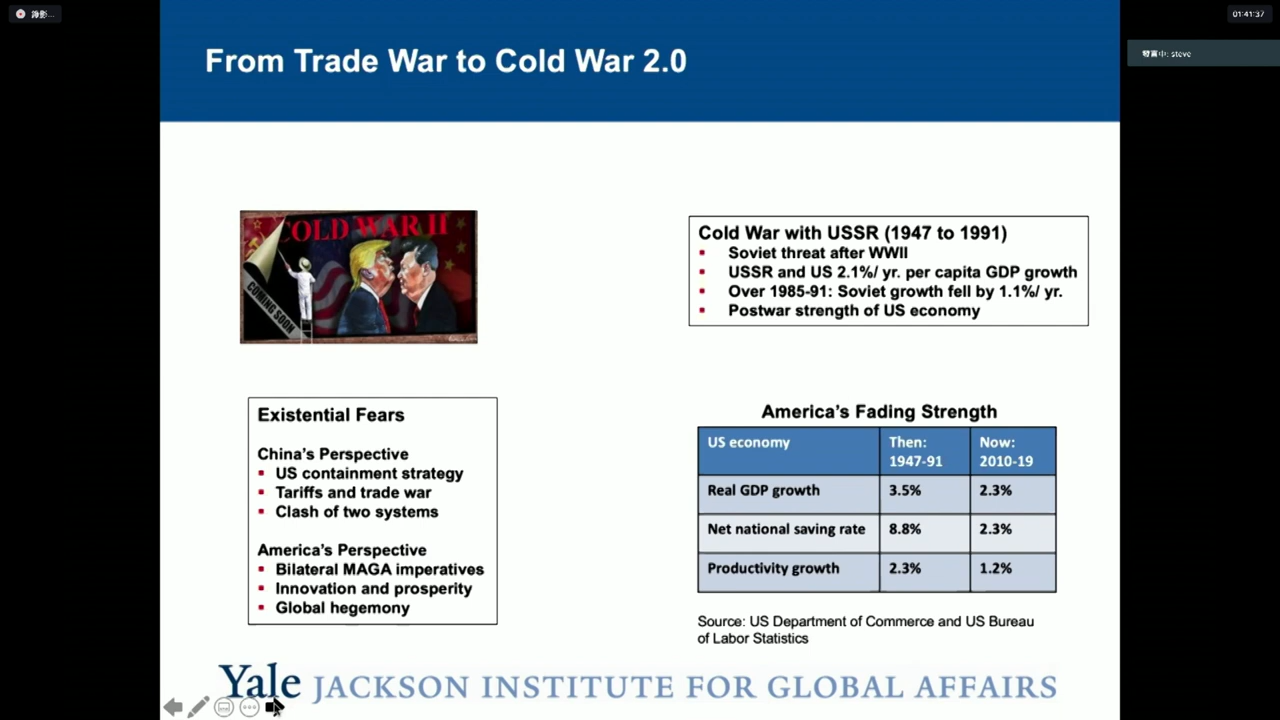 錄影...
01:41:37
發言中: steve
From Trade War to Cold War 2.0
COLD WAR II
COMING SOON
Cold War with USSR (1947 to 1991)
▪ Soviet threat after WWII
▪ USSR and US 2.1%/ yr. per capita GDP growth
▪ Over 1985-91: Soviet growth fell by 1.1%/ yr.
▪ Postwar strength of US economy
Existential Fears
China's Perspective
▪ US containment strategy
▪ Tariffs and trade war
▪ Clash of two systems
America's Perspective
▪ Bilateral MAGA imperatives
▪ Innovation and prosperity
▪ Global hegemony
America's Fading Strength
US economy Then: Now:
1947-91 2010-19
Real GDP growth 3.5% 2.3%
Net national saving rate 8.8% 2.3%
Productivity growth 2.3% 1.2%
Source: US Department of Commerce and US Bureau
of Labor Statistics
Yale JACKSON INSTITUTE FOR GLOBAL AFFAIRS